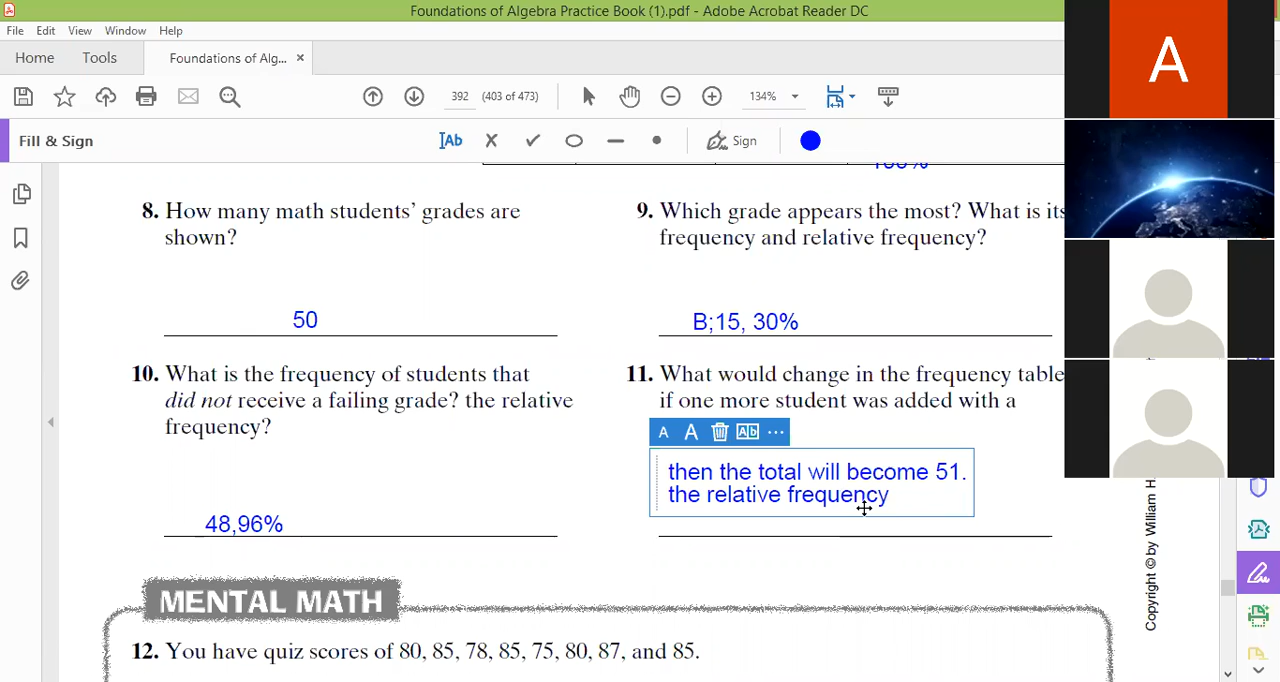 Foundations of Algebra Practice Book (1).pdf - Adobe Acrobat Reader DC
File Edit View Window Help
Home Tools Foundations of Alg... ×
392 (403 of 473) 134%
Fill & Sign
Ab Sign
8. How many math students' grades are
shown?
50
9. Which grade appears the most? What is its
frequency and relative frequency?
B;15, 30%
10. What is the frequency of students that
did not receive a failing grade? the relative
frequency?
48,96%
11. What would change in the frequency table
if one more student was added with a
A A Ab ...
then the total will become 51.
the relative frequency
MENTAL MATH
12. You have quiz scores of 80, 85, 78, 85, 75, 80, 87, and 85.
Copyright © by William H.
A